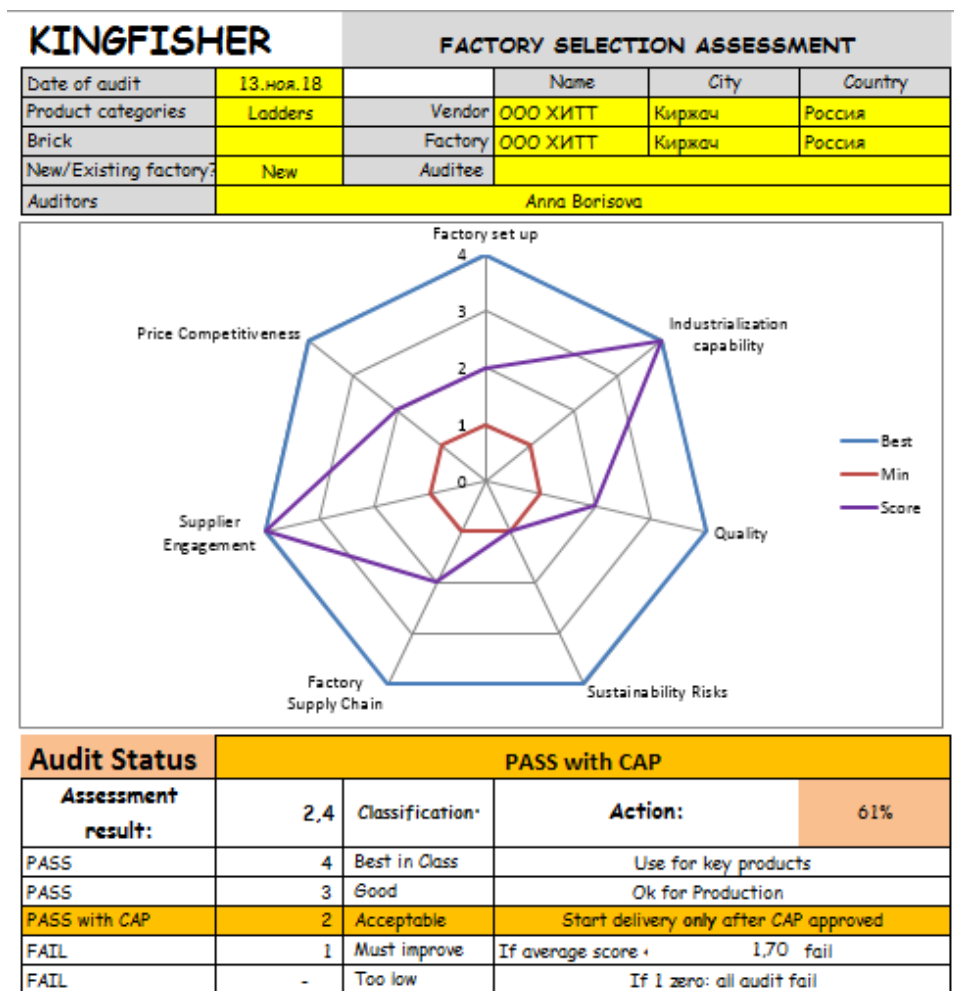 KINGFISHER FACTORY SELECTION ASSESSMENT
Date of audit 13.ноя.18 Name City Country
Product categories Ladders Vendor ООО ХИТТ Киржач Россия
Brick Factory ООО ХИТТ Киржач Россия
New/Existing factory? New Auditee
Auditors Anna Borisova
Factory set up
4
Industrialization
capability
Price Competitiveness
3
2
1
0
Best
Min
Score
Quality
Supplier
Engagement
Factory
Supply Chain
Sustainability Risks
Audit Status PASS with CAP
Assessment
result: 2,4 Classification: Action: 61%
PASS 4 Best in Class Use for key products
PASS 3 Good Ok for Production
PASS with CAP 2 Acceptable Start delivery only after CAP approved
FAIL 1 Must improve If average score < 1,70 fail
FAIL - Too low If 1 zero: all audit fail